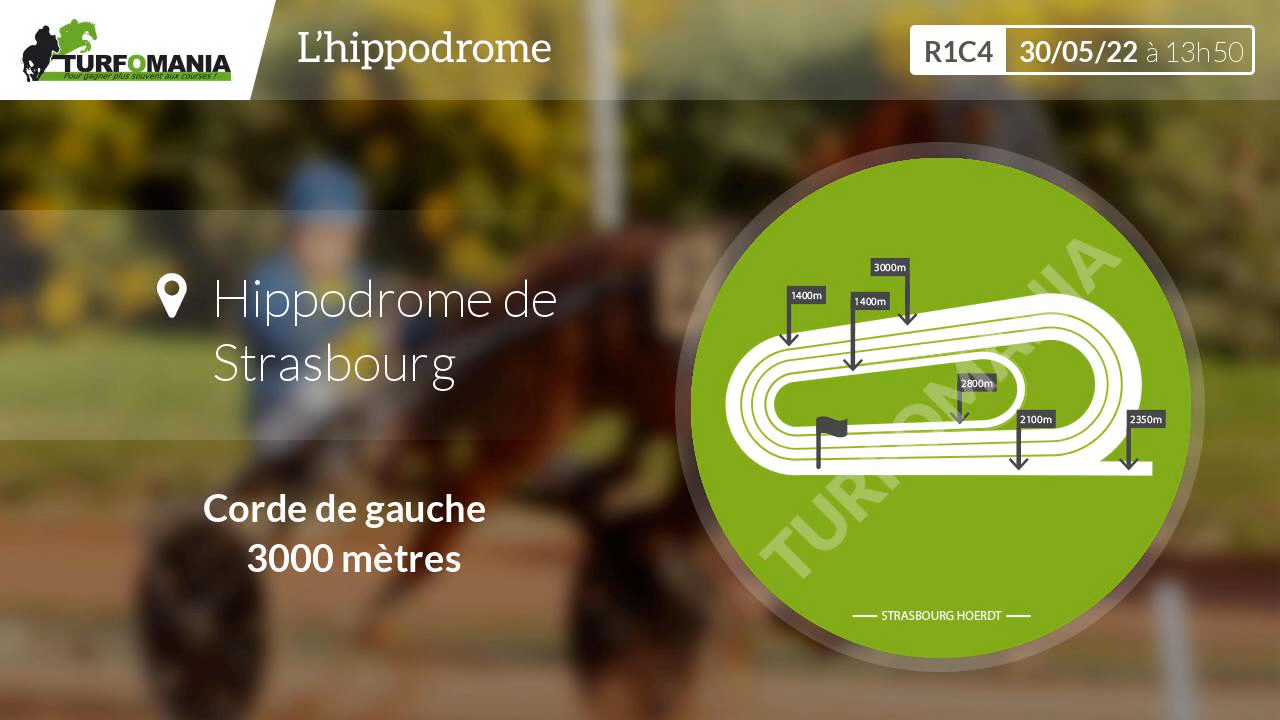 TURFOMANIA
Pour gagner plus souvent aux courses !
L'hippodrome
R1C4 30/05/22 à 13h50
Hippodrome de
Strasbourg
Corde de gauche
3000 mètres
3000m
1400m
1400m
2800m
2100m
2350m
TURFOMANIA
STRASBOURG HOERDT